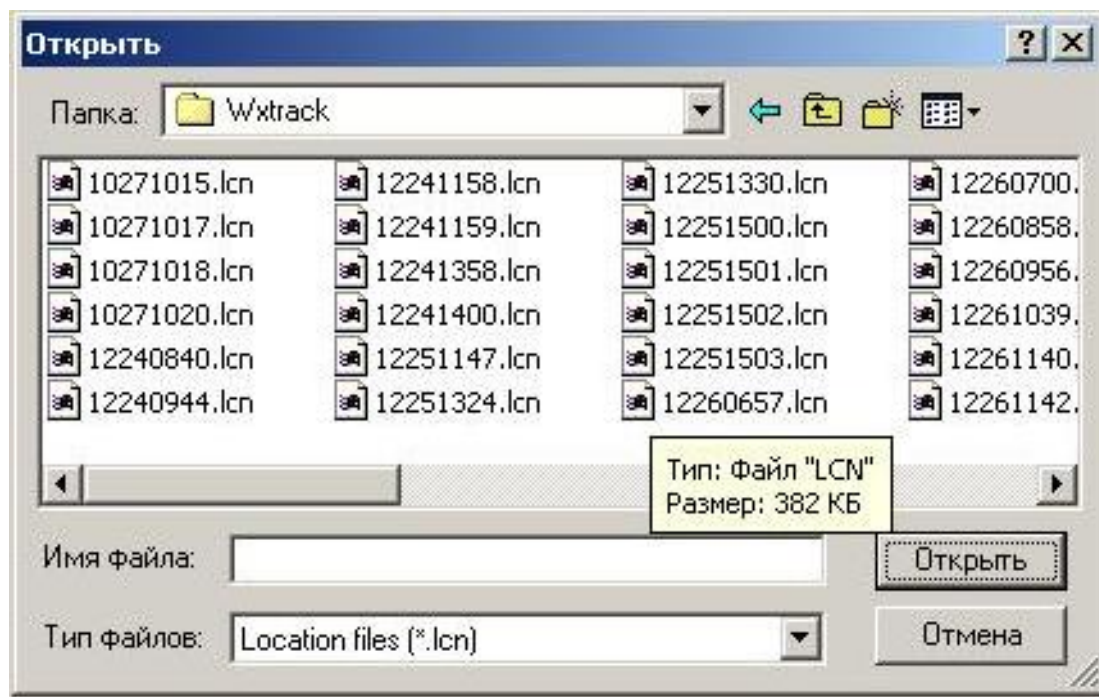 Открыть
Папка: Wxtrack
10271015.lcn 12241158.lcn 12251330.lcn 12260700.
10271017.lcn 12241159.lcn 12251500.lcn 12260858.
10271018.lcn 12241358.lcn 12251501.lcn 12260956.
10271020.lcn 12241400.lcn 12251502.lcn 12261039.
12240840.lcn 12251147.lcn 12251503.lcn 12261140.
12240944.lcn 12251324.lcn 12260657.lcn 12261142.
Тип: Файл "LCN"
Размер: 382 КБ
Имя файла: Открыть
Тип файлов: Location files (*.lcn) Отмена